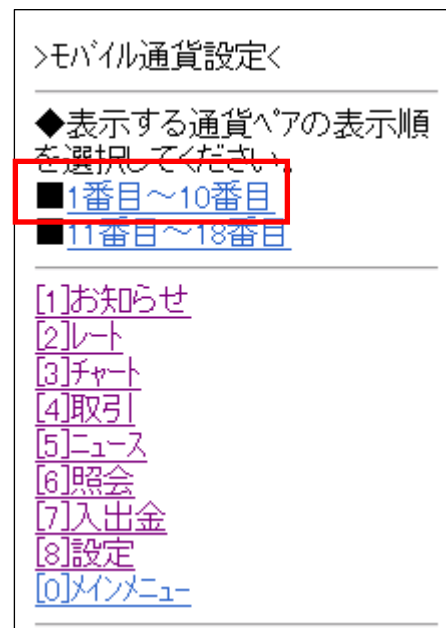 >モバイル通貨設定<
◆表示する通貨ペアの表示順
を選択してください。
■1番目～10番目
■11番目～18番目
[1]お知らせ
[2]レート
[3]チャート
[4]取引
[5]ニュース
[6]照会
[7]入出金
[8]設定
[0]メインメニュー